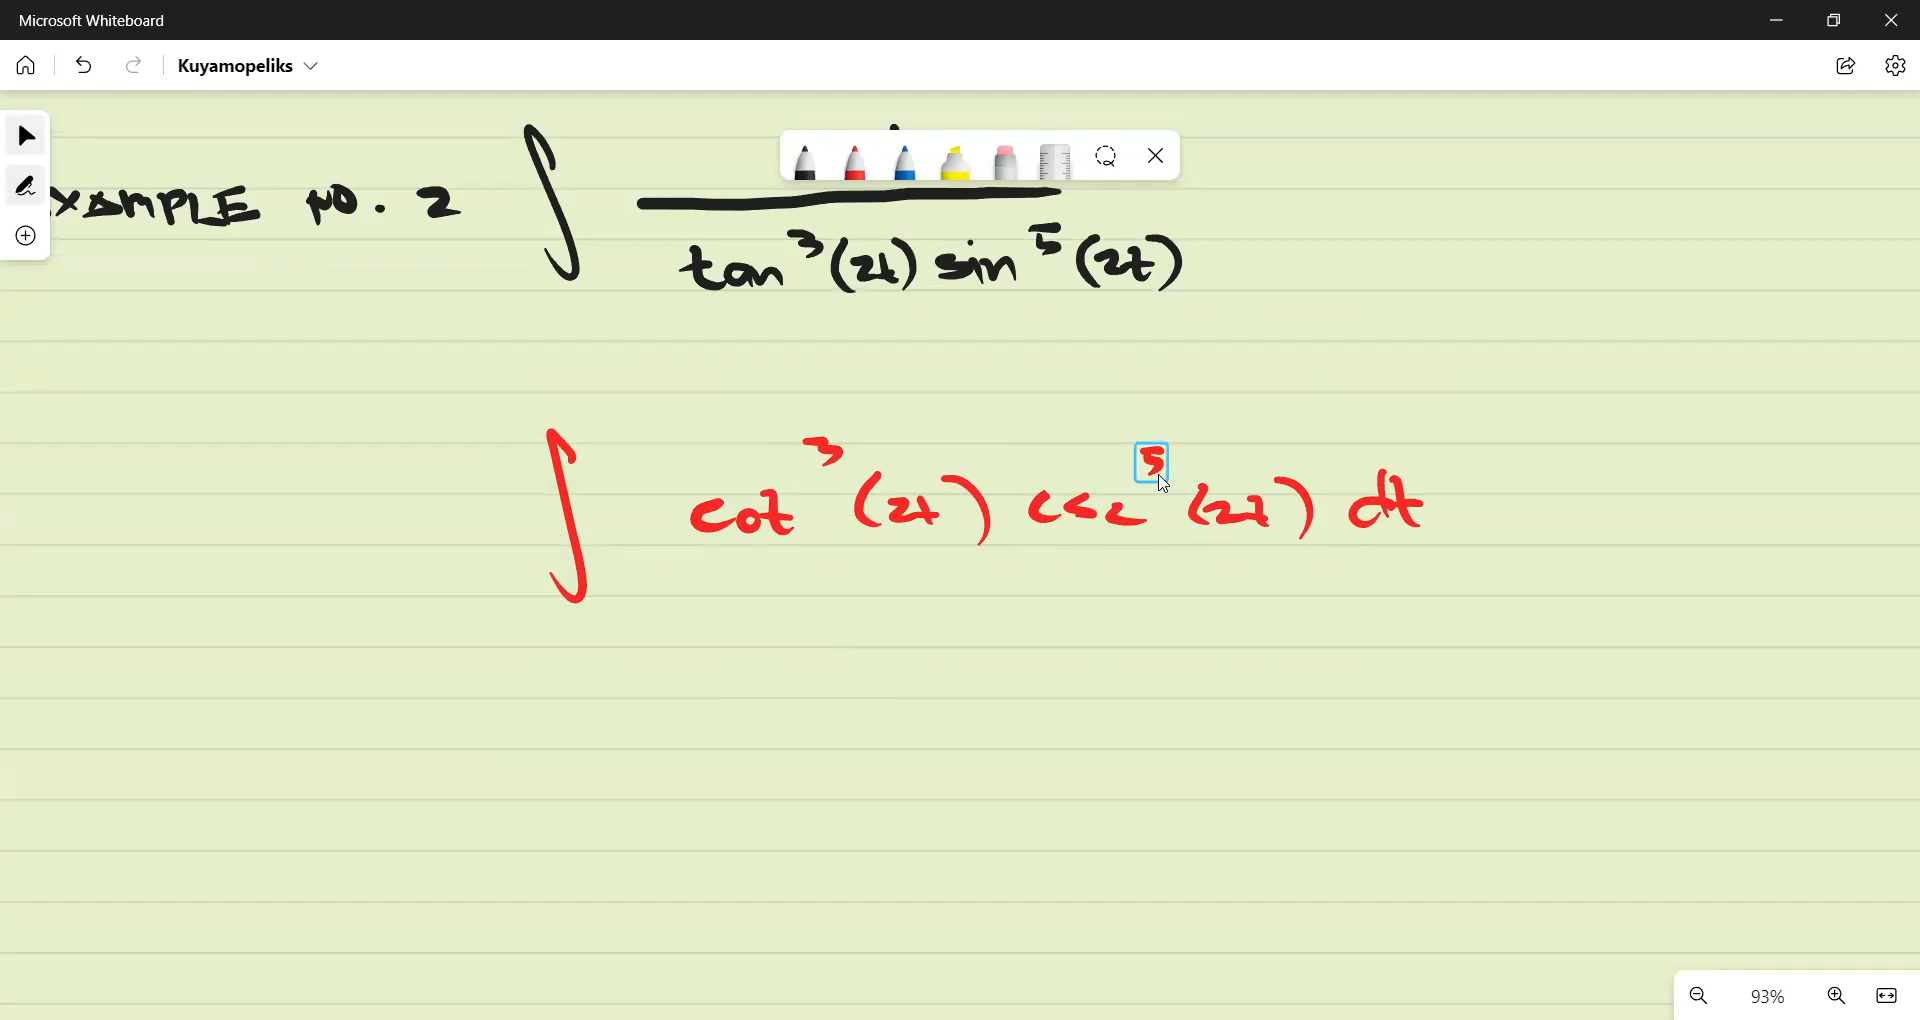 Microsoft Whiteboard
Kuyamopeliks
XAMPLE NO. 2 ∫ tan³(2t) sin⁵(2t)
∫ cot³(2t) csc⁵(2t) dt
93%